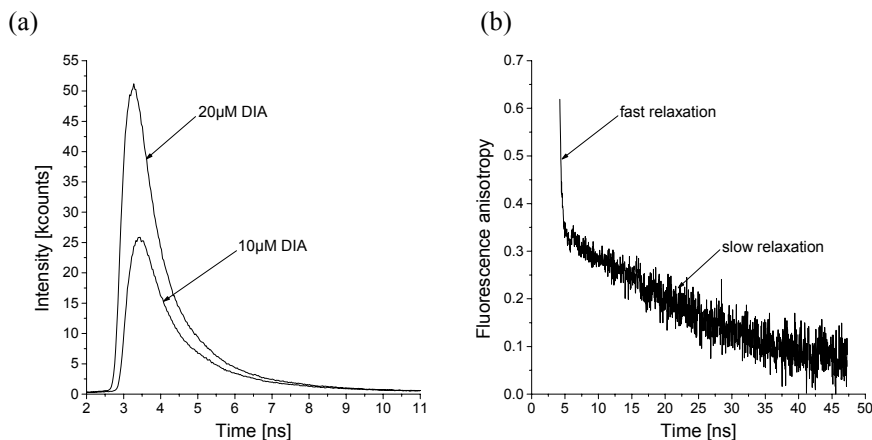 (a)
(b)
55
50
45
40
35
30
25
20
15
10
5
0
Intensity [kcounts]
20µM DIA
10µM DIA
2 3 4 5 6 7 8 9 10 11
Time [ns]
0.7
0.6
0.5
0.4
0.3
0.2
0.1
0.0
Fluorescence anisotropy
fast relaxation
slow relaxation
0 5 10 15 20 25 30 35 40 45 50
Time [ns]